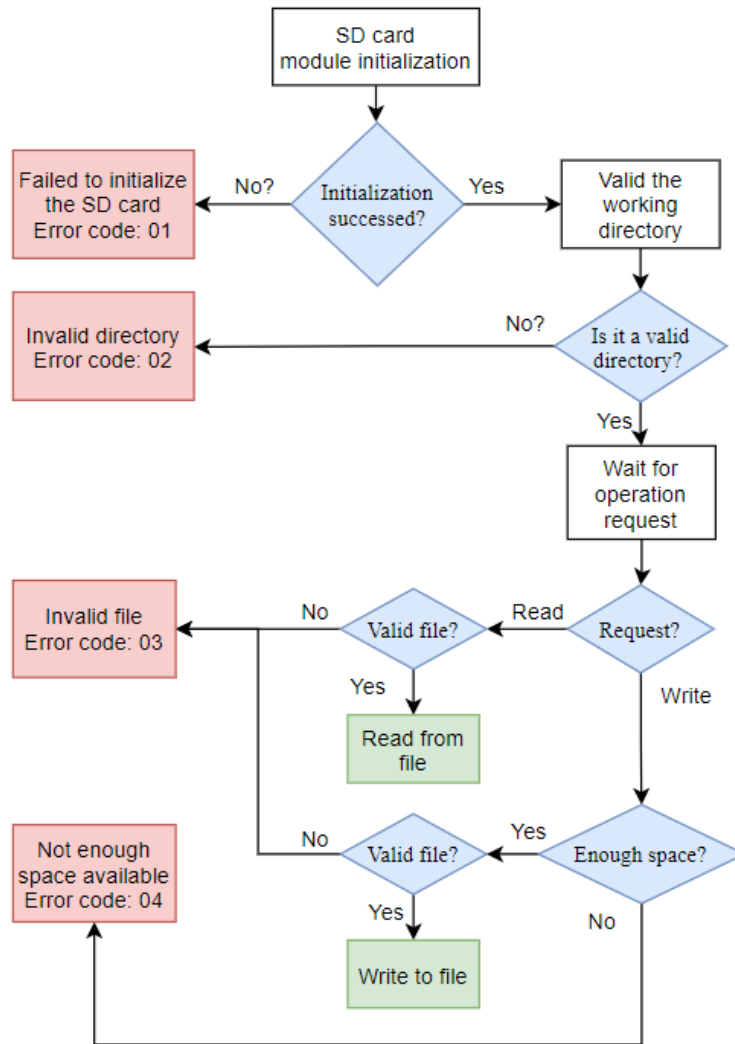 SD card
module initialization
Failed to initialize
the SD card
Error code: 01
No?
Initialization
successed?
Yes
Valid the
working
directory
Invalid directory
Error code: 02
No?
Is it a valid
directory?
Yes
Wait for
operation
request
Invalid file
Error code: 03
No
Valid file?
Read
Request?
Yes
Write
Read from
file
Not enough
space available
Error code: 04
No
Valid file?
Yes
Enough space?
Yes
No
Write to file